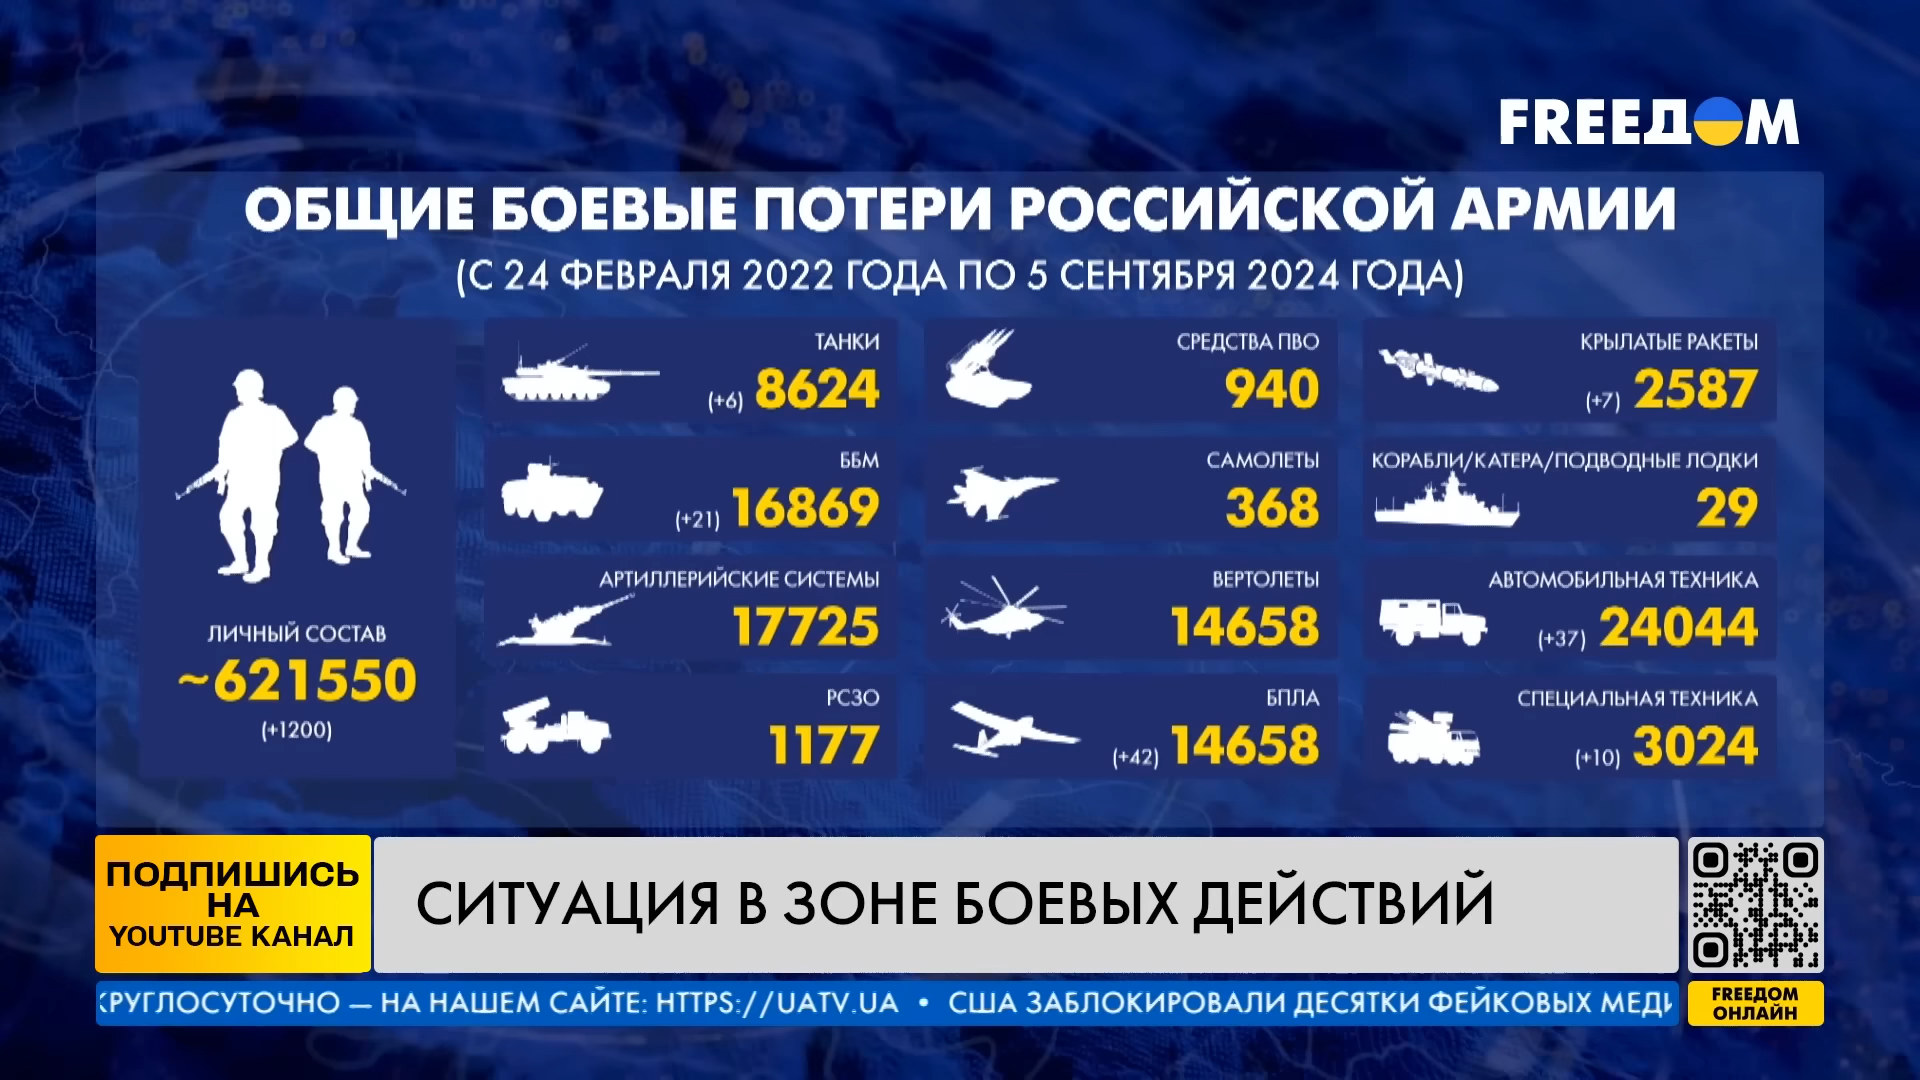 FREEДOM
ОБЩИЕ БОЕВЫЕ ПОТЕРИ РОССИЙСКОЙ АРМИИ
(С 24 ФЕВРАЛЯ 2022 ГОДА ПО 5 СЕНТЯБРЯ 2024 ГОДА)
ЛИЧНЫЙ СОСТАВ
~621550
(+1200)
ТАНКИ
(+6) 8624
ББМ
(+21) 16869
АРТИЛЛЕРИЙСКИЕ СИСТЕМЫ
17725
РСЗО
1177
СРЕДСТВА ПВО
940
САМОЛЕТЫ
368
ВЕРТОЛЕТЫ
14658
БПЛА
(+42) 14658
КРЫЛАТЫЕ РАКЕТЫ
(+7) 2587
КОРАБЛИ/КАТЕРА/ПОДВОДНЫЕ ЛОДКИ
29
АВТОМОБИЛЬНАЯ ТЕХНИКА
(+37) 24044
СПЕЦИАЛЬНАЯ ТЕХНИКА
(+10) 3024
ПОДПИШИСЬ
НА
YOUTUBE КАНАЛ
СИТУАЦИЯ В ЗОНЕ БОЕВЫХ ДЕЙСТВИЙ
КРУГЛОСУТОЧНО — НА НАШЕМ САЙТЕ: HTTPS://UATV.UA • США ЗАБЛОКИРОВАЛИ ДЕСЯТКИ ФЕЙКОВЫХ МЕДИ
FREEДOM
ОНЛАЙН